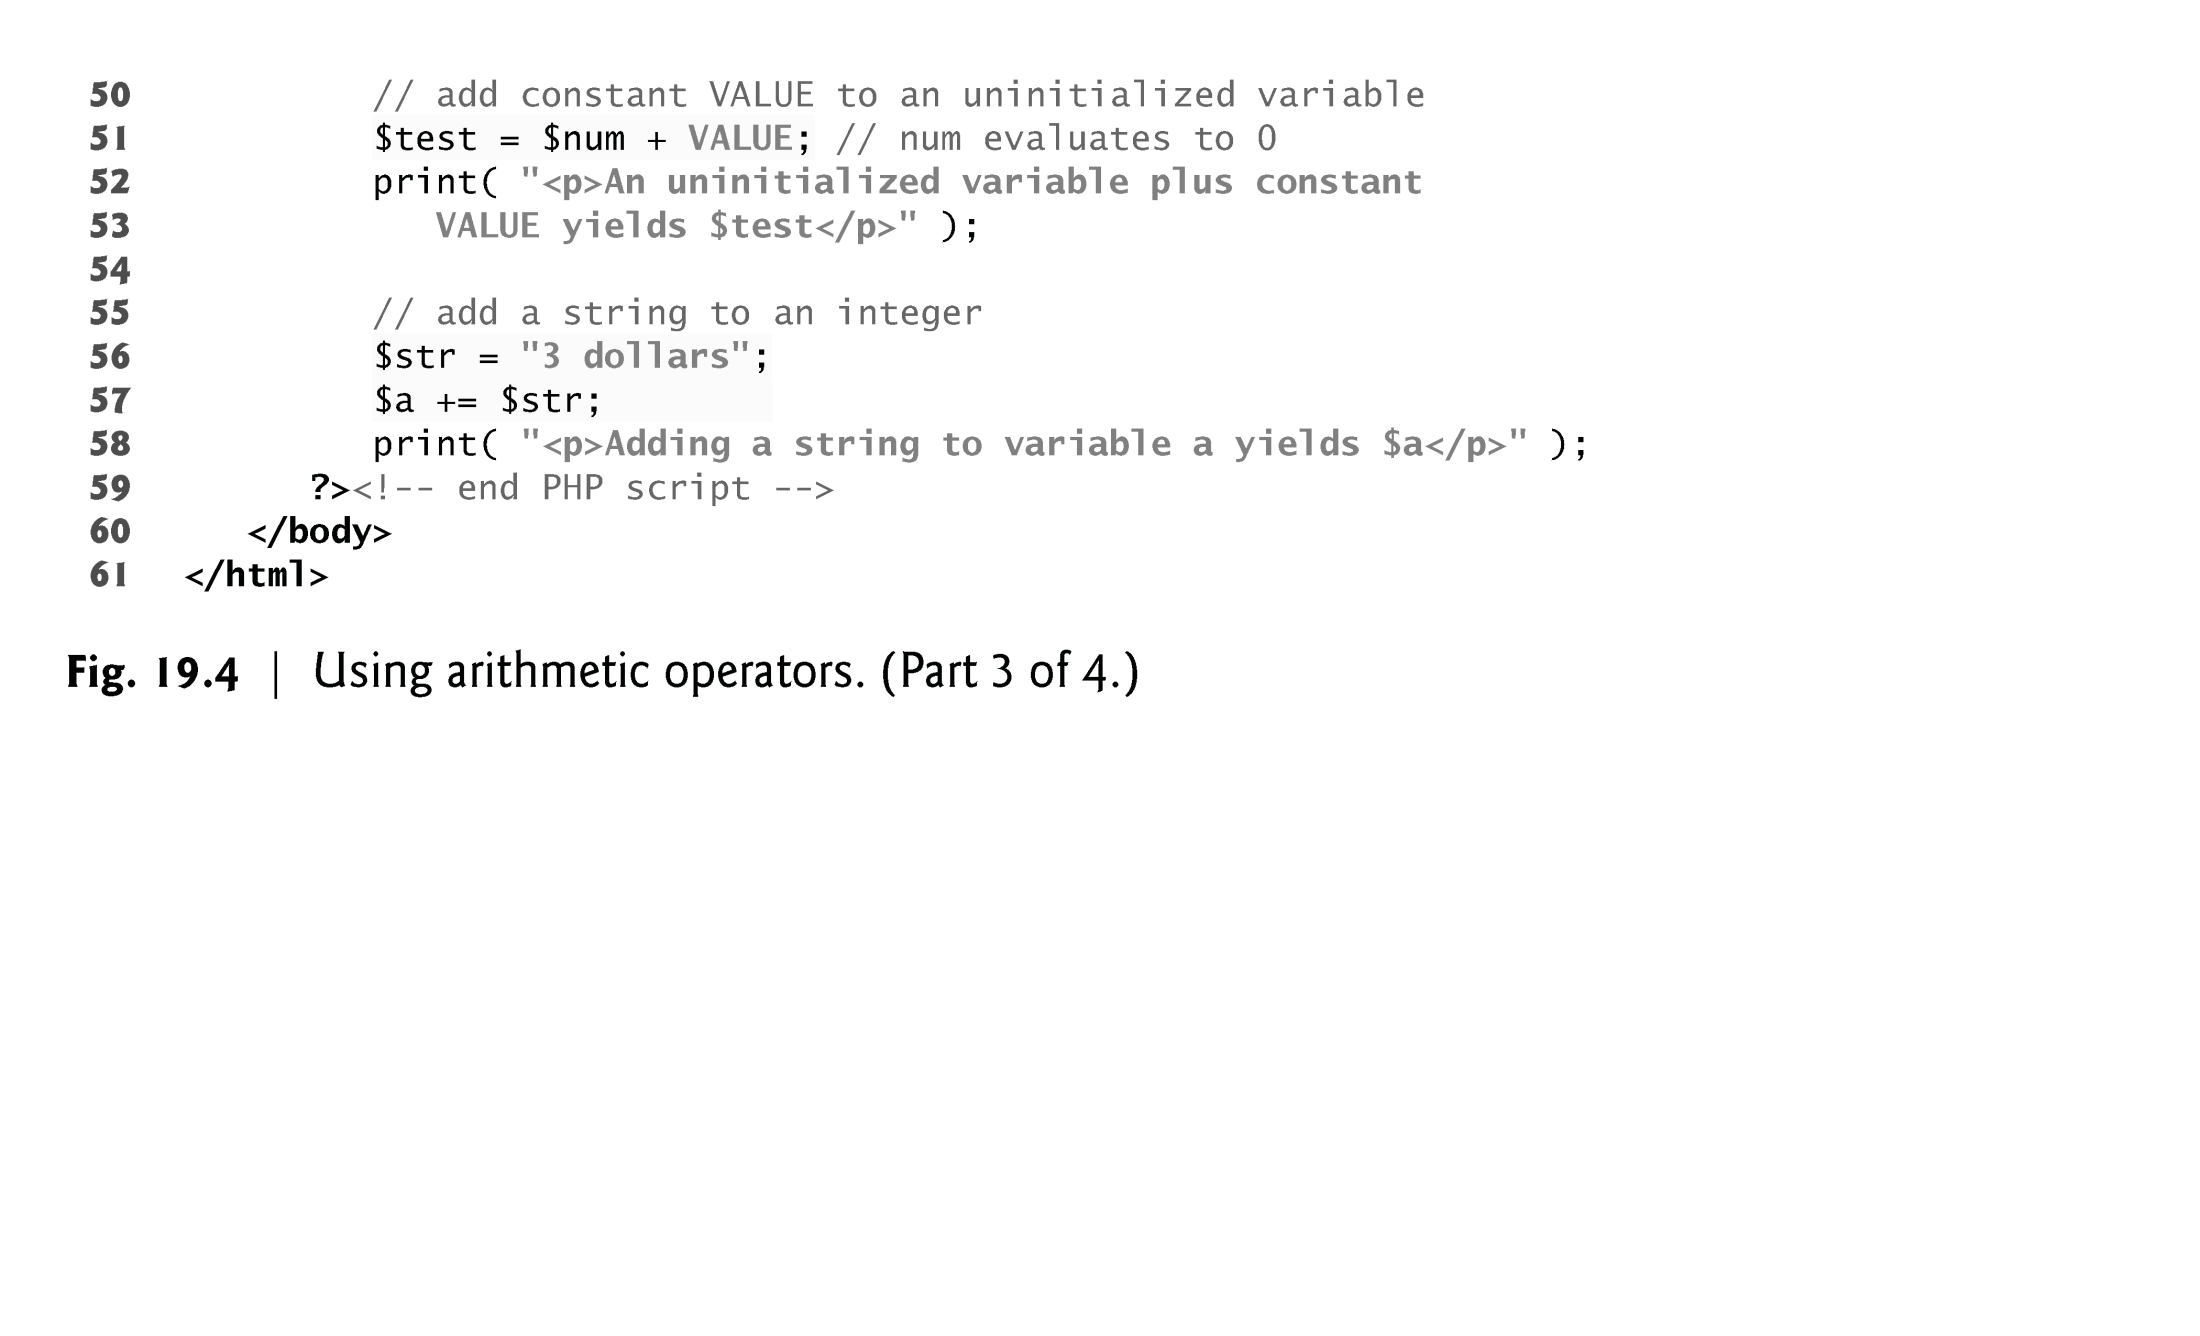 50 // add constant VALUE to an uninitialized variable
51 $test = $num + VALUE; // num evaluates to 0
52 print( "<p>An uninitialized variable plus constant
53 VALUE yields $test</p>" );
54
55 // add a string to an integer
56 $str = "3 dollars";
57 $a += $str;
58 print( "<p>Adding a string to variable a yields $a</p>" );
59 ?><!-- end PHP script -->
60 </body>
61 </html>
Fig. 19.4 | Using arithmetic operators. (Part 3 of 4.)